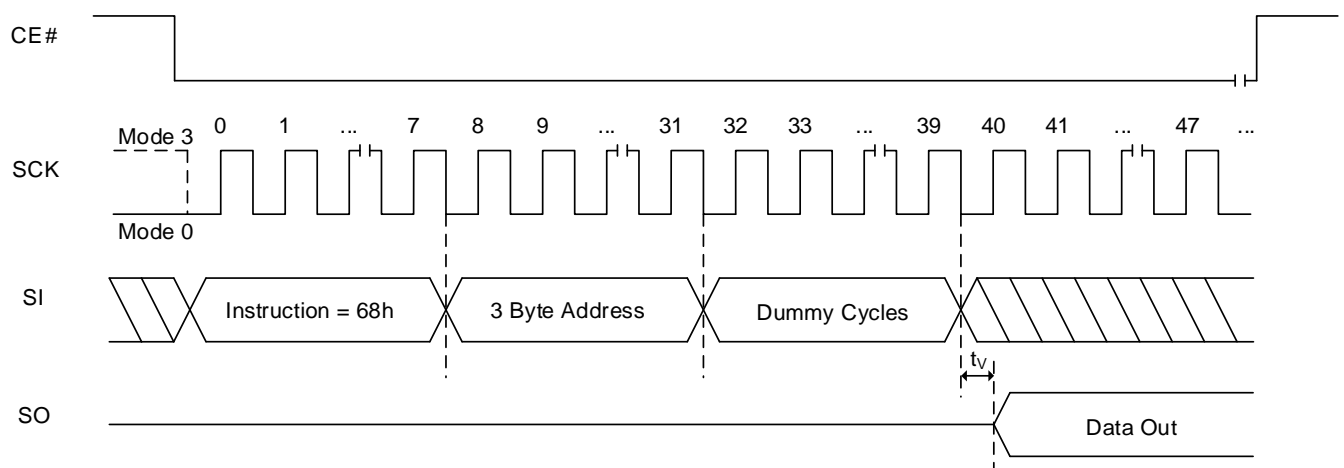 CE#
0 1 ... 7 8 9 ... 31 32 33 ... 39 40 41 ... 47 ...
Mode 3
SCK
Mode 0
SI
Instruction = 68h
3 Byte Address
Dummy Cycles
tV
SO
Data Out